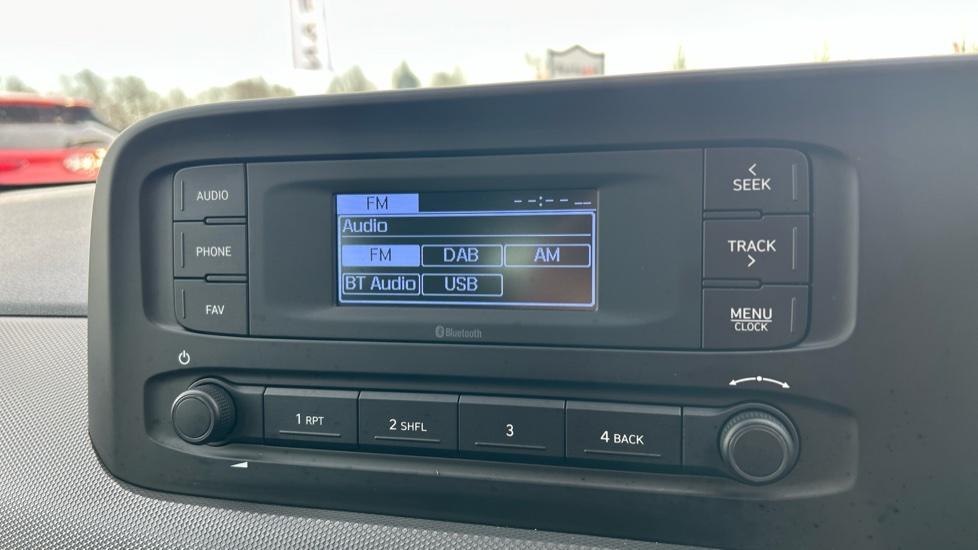 AUDIO
PHONE
FAV
FM --:-- --
Audio
FM DAB AM
BT Audio USB
Bluetooth
< SEEK
TRACK >
MENU
CLOCK
1 RPT 2 SHFL 3 4 BACK